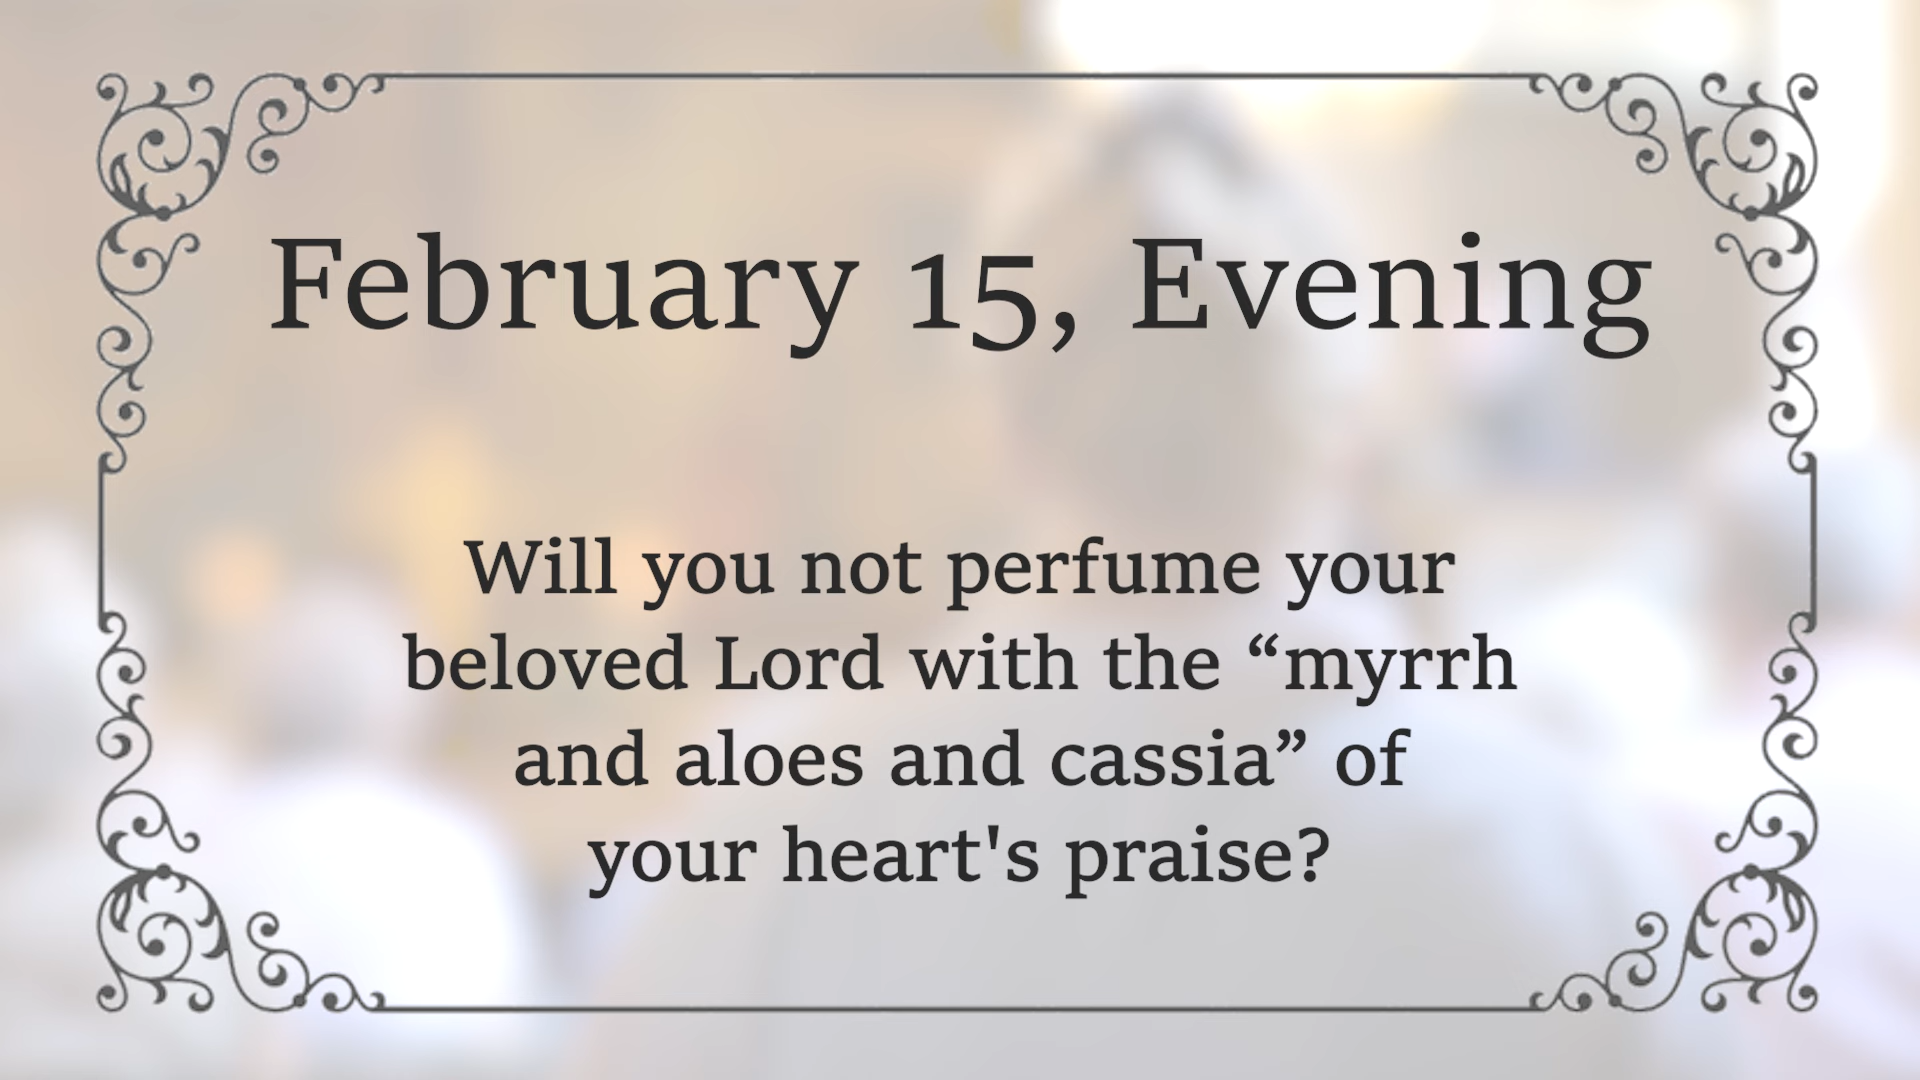 February 15, Evening
Will you not perfume your
beloved Lord with the “myrrh
and aloes and cassia” of
your heart's praise?